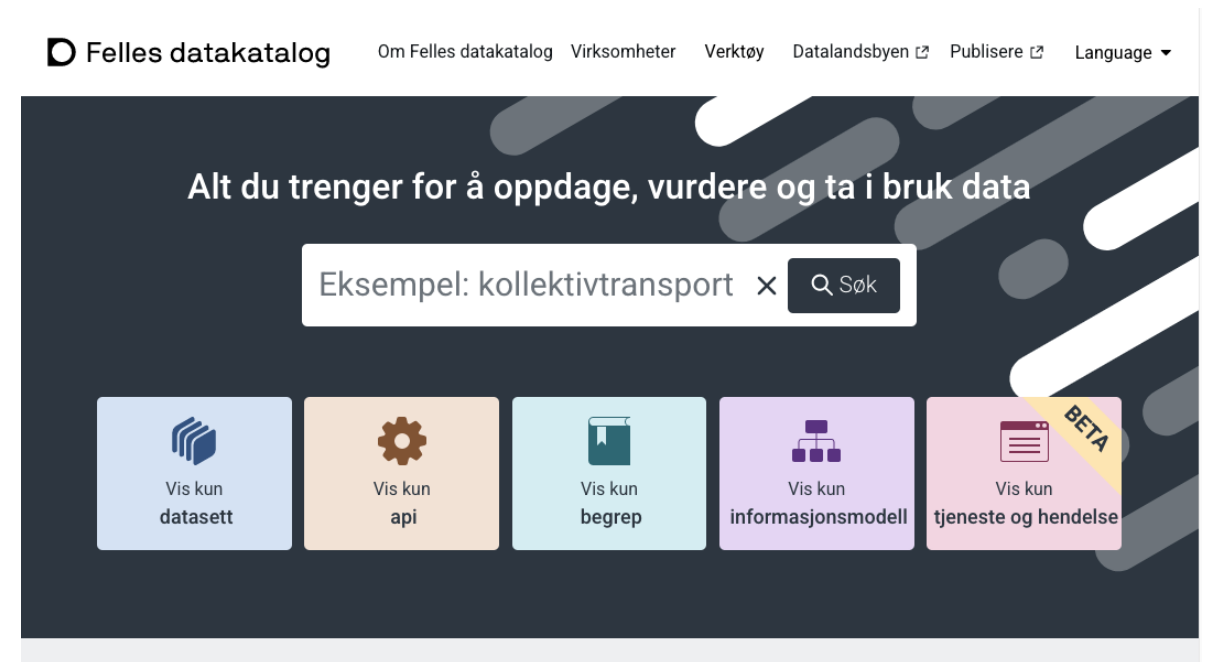 Felles datakatalog
Om Felles datakatalog Virksomheter Verktøy Datalandsbyen Publisere Language
Alt du trenger for å oppdage, vurdere og ta i bruk data
Eksempel: kollektivtransport Søk
Vis kun
datasett
Vis kun
api
Vis kun
begrep
Vis kun
informasjonsmodell
BETA
Vis kun
tjeneste og hendelse